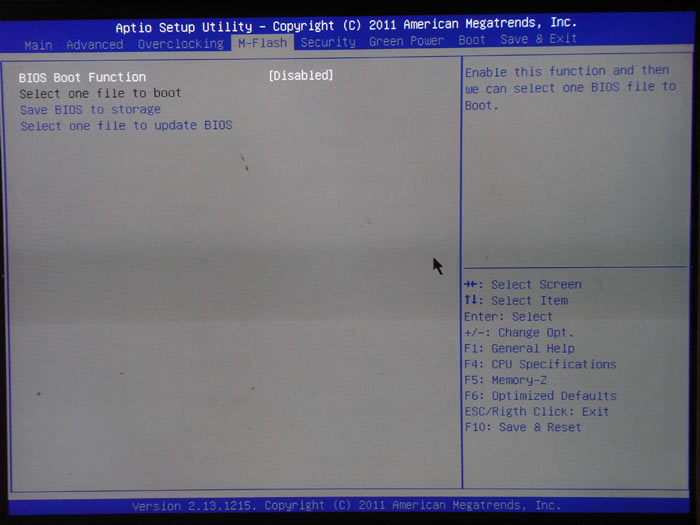 Aptio Setup Utility – Copyright (C) 2011 American Megatrends, Inc.
Main Advanced Overclocking M-Flash Security Green Power Boot Save & Exit
BIOS Boot Function [Disabled]
Select one file to boot
Save BIOS to storage
Select one file to update BIOS
Enable this function and then
we can select one BIOS file to
Boot.
→←: Select Screen
↑↓: Select Item
Enter: Select
+/-: Change Opt.
F1: General Help
F4: CPU Specifications
F5: Memory-Z
F6: Optimized Defaults
ESC/Rigth Click: Exit
F10: Save & Reset
Version 2.13.1215. Copyright (C) 2011 American Megatrends, Inc.